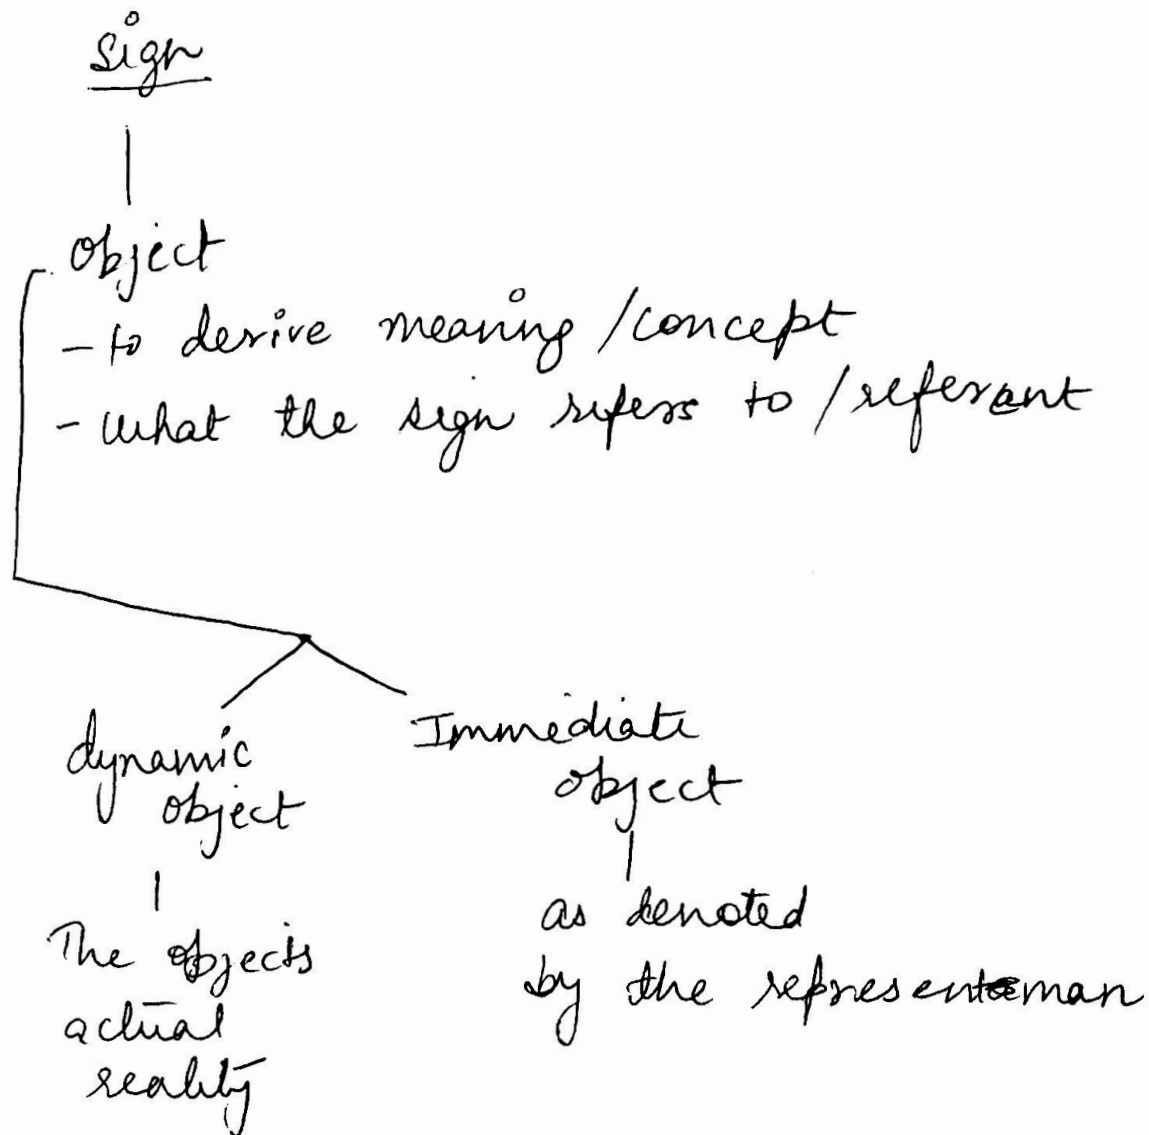 Sign
Object
- to derive meaning / concept
- what the sign refers to / referant
dynamic
object
Immediate
object
The objects
actual
reality
as denoted
by the representeman